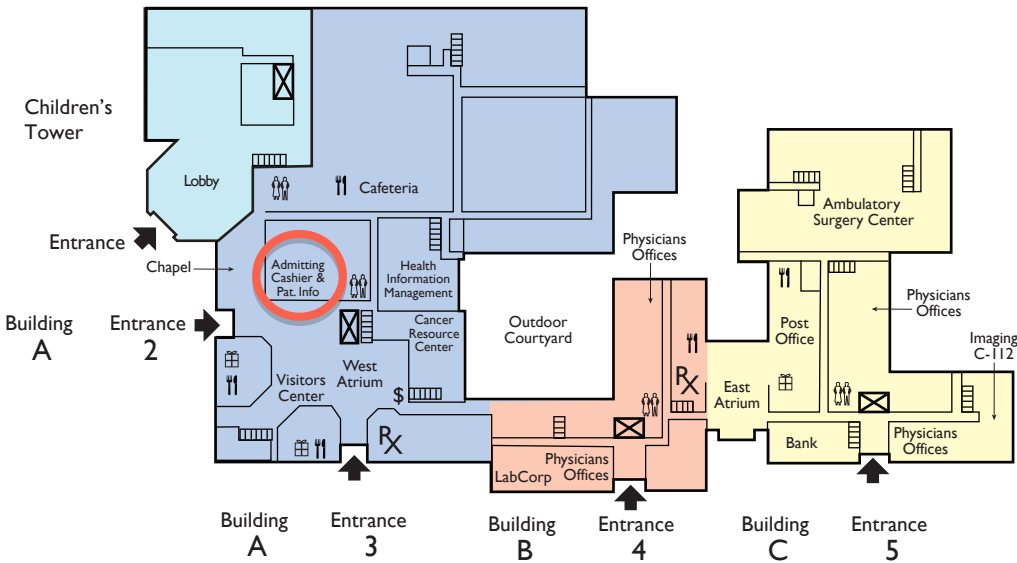 Children's
Tower
Lobby
Cafeteria
Entrance
Chapel
Admitting
Cashier &
Pat. Info
Health
Information
Management
Physicians
Offices
Ambulatory
Surgery Center
Building
A
Entrance
2
Cancer
Resource
Center
Outdoor
Courtyard
Post
Office
Physicians
Offices
Imaging
C-112
Visitors
Center
West
Atrium
$
Rx
Rx
East
Atrium
LabCorp
Physicians
Offices
Bank
Physicians
Offices
Building
A
Entrance
3
Building
B
Entrance
4
Building
C
Entrance
5